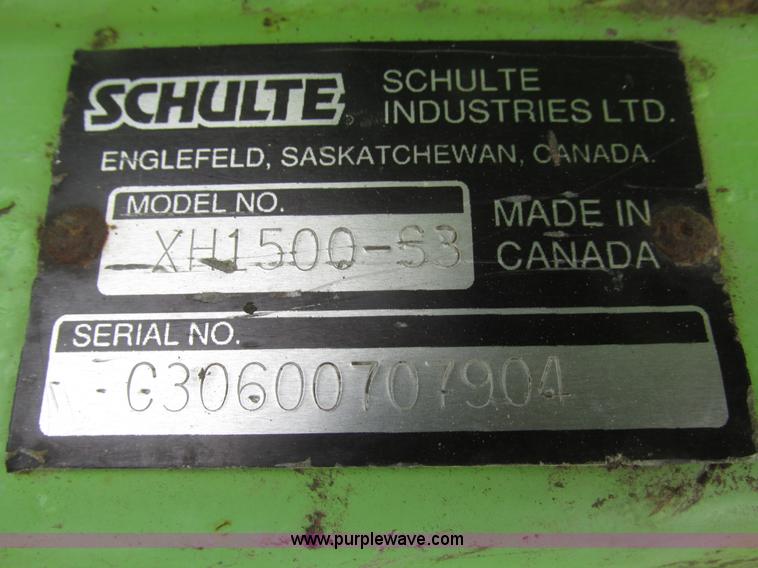 SCHULTE
SCHULTE
INDUSTRIES LTD.
ENGLEFELD, SASKATCHEWAN, CANADA.
MODEL NO.
XH1500-S3
MADE IN
CANADA
SERIAL NO.
C30600707904
www.purplewave.com